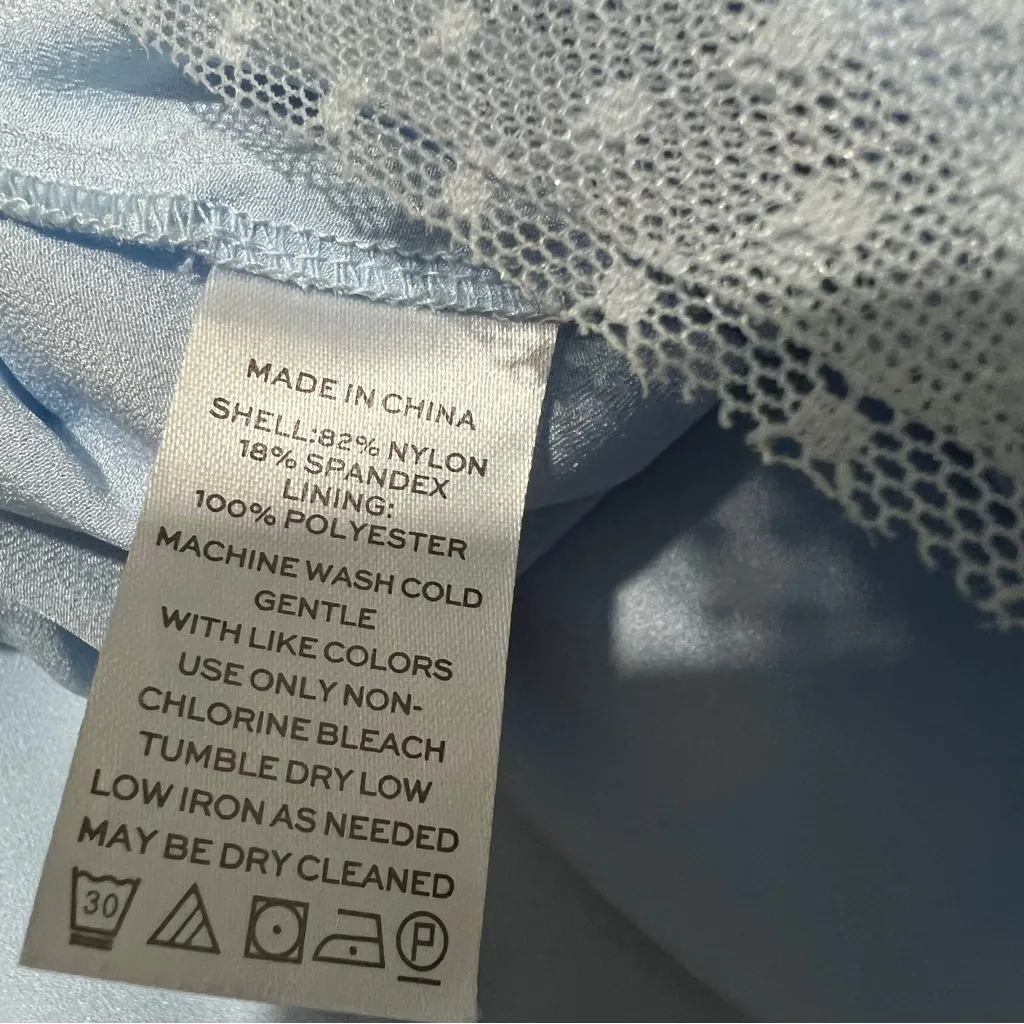 MADE IN CHINA
SHELL:82% NYLON
18% SPANDEX
LINING:
100% POLYESTER
MACHINE WASH COLD
GENTLE
WITH LIKE COLORS
USE ONLY NON-
CHLORINE BLEACH
TUMBLE DRY LOW
LOW IRON AS NEEDED
MAY BE DRY CLEANED
30 P